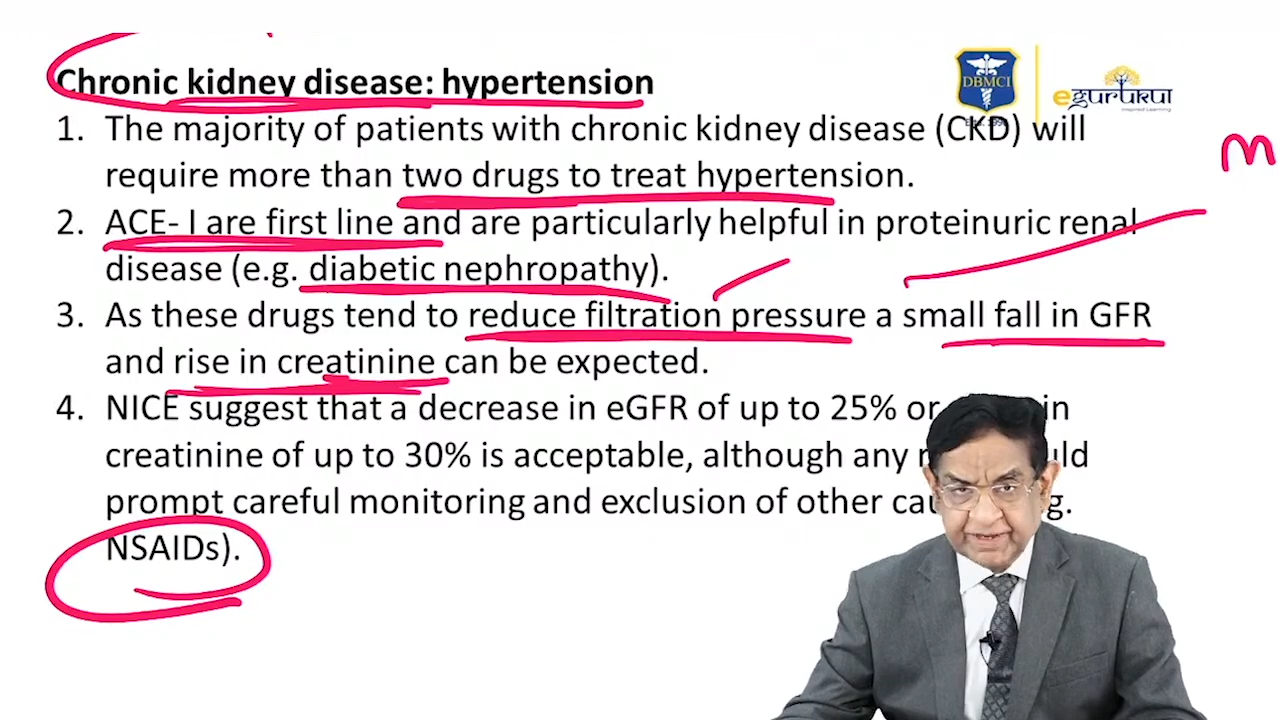 Chronic kidney disease: hypertension
DBMCI
eGurukul
Inspired Learning
1. The majority of patients with chronic kidney disease (CKD) will
require more than two drugs to treat hypertension.
m
2. ACE- I are first line and are particularly helpful in proteinuric renal
disease (e.g. diabetic nephropathy).
3. As these drugs tend to reduce filtration pressure a small fall in GFR
and rise in creatinine can be expected.
4. NICE suggest that a decrease in eGFR of up to 25% or in
creatinine of up to 30% is acceptable, although any
prompt careful monitoring and exclusion of other
NSAIDs).